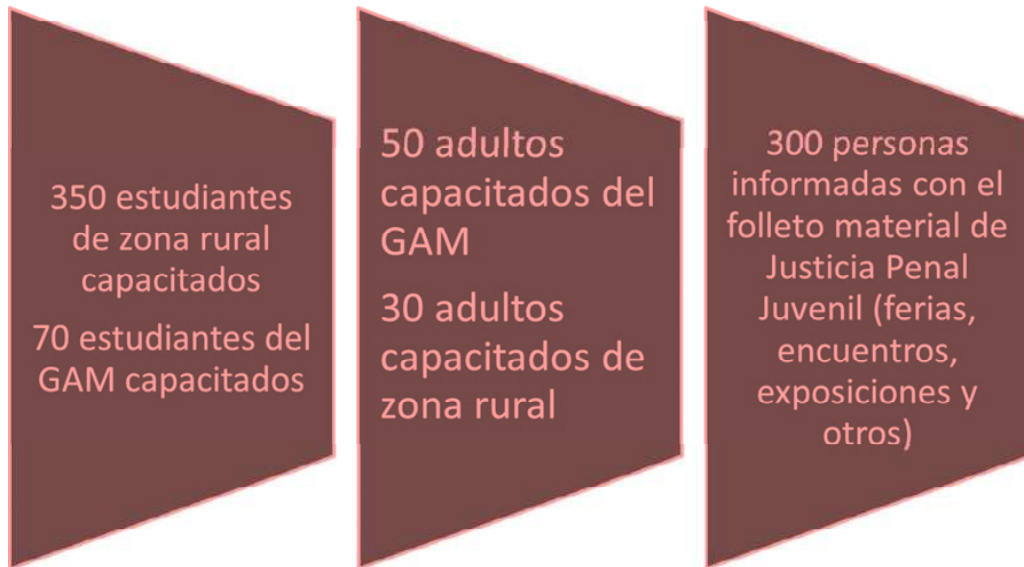 350 estudiantes
de zona rural
capacitados
70 estudiantes del
GAM capacitados
50 adultos
capacitados del
GAM
30 adultos
capacitados de
zona rural
300 personas
informadas con el
folleto material de
Justicia Penal
Juvenil (ferias,
encuentros,
exposiciones y
otros)